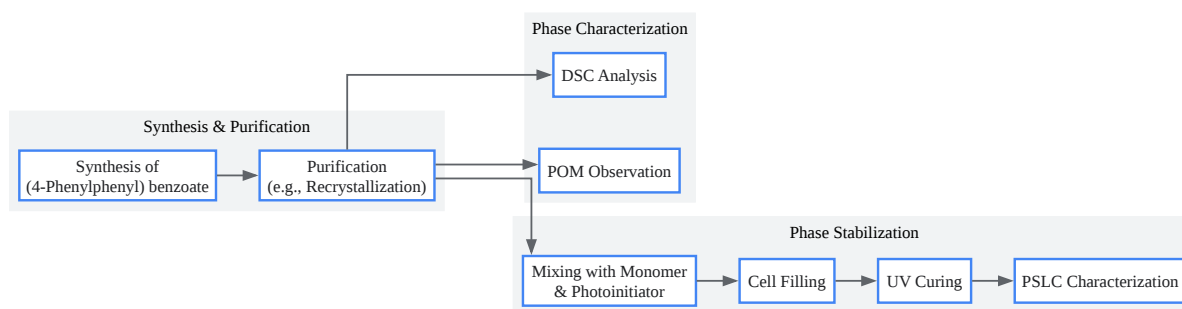 Phase Characterization
DSC Analysis
Synthesis & Purification
Synthesis of
(4-Phenylphenyl) benzoate
Purification
(e.g., Recrystallization)
POM Observation
Phase Stabilization
Mixing with Monomer
& Photoinitiator
Cell Filling
UV Curing
PSLC Characterization